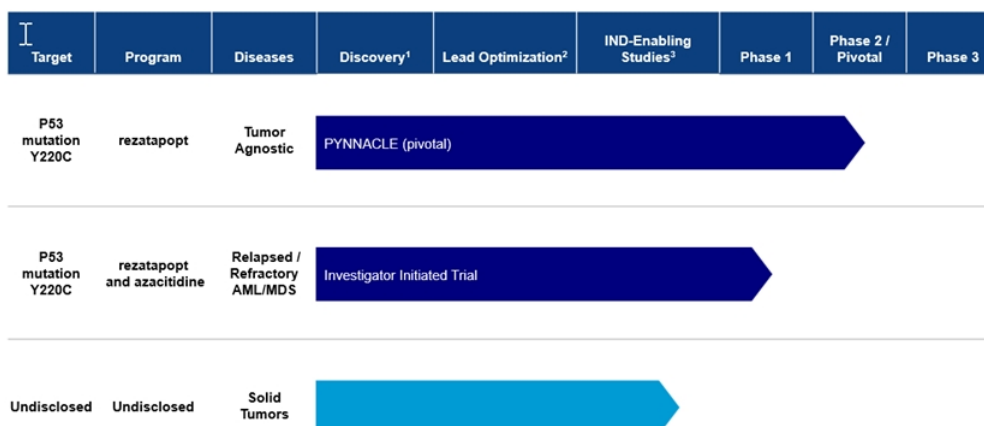 Target
Program
Diseases
Discovery¹
Lead Optimization²
IND-Enabling
Studies³
Phase 1
Phase 2 /
Pivotal
Phase 3
P53
mutation
Y220C
rezatapopt
Tumor
Agnostic
PYNNACLE (pivotal)
P53
mutation
Y220C
rezatapopt
and azacitidine
Relapsed /
Refractory
AML/MDS
Investigator Initiated Trial
Undisclosed
Undisclosed
Solid
Tumors